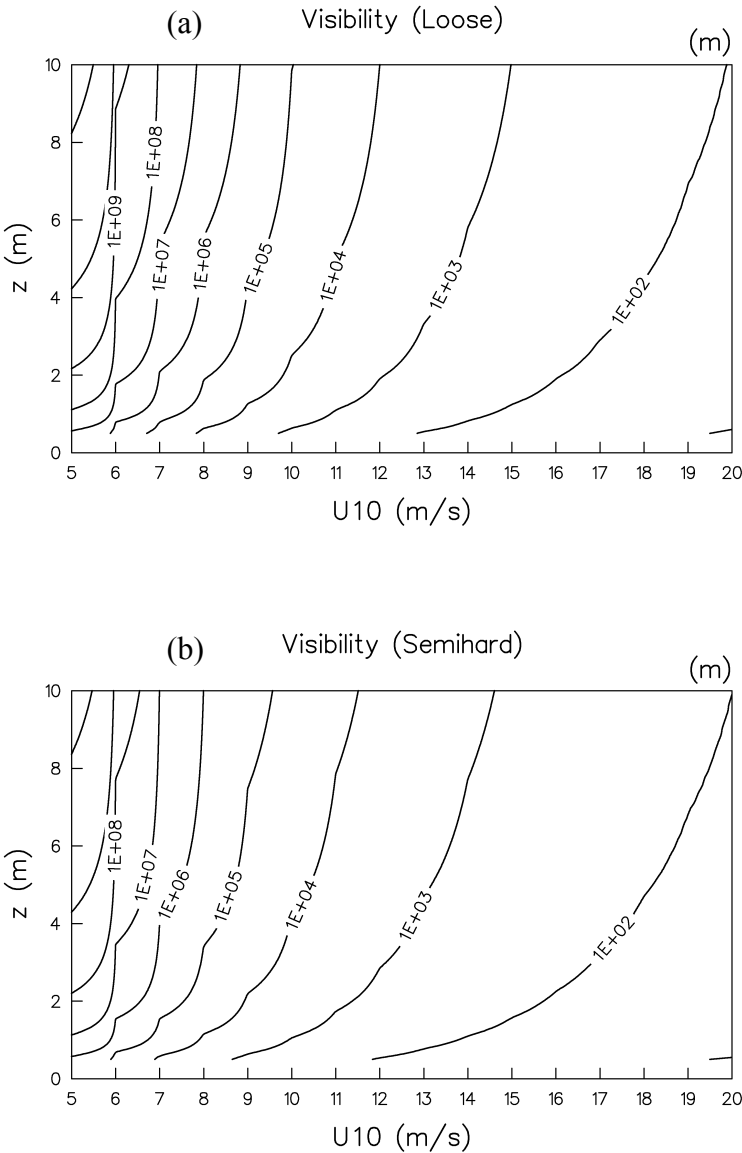 (a) Visibility (Loose)
(m)
10
8
6
4
2
0
z (m)
1E+09
1E+08
1E+07
1E+06
1E+05
1E+04
1E+03
1E+02
5 6 7 8 9 10 11 12 13 14 15 16 17 18 19 20
U10 (m/s)
(b) Visibility (Semihard)
(m)
10
8
6
4
2
0
z (m)
1E+08
1E+07
1E+06
1E+05
1E+04
1E+03
1E+02
5 6 7 8 9 10 11 12 13 14 15 16 17 18 19 20
U10 (m/s)